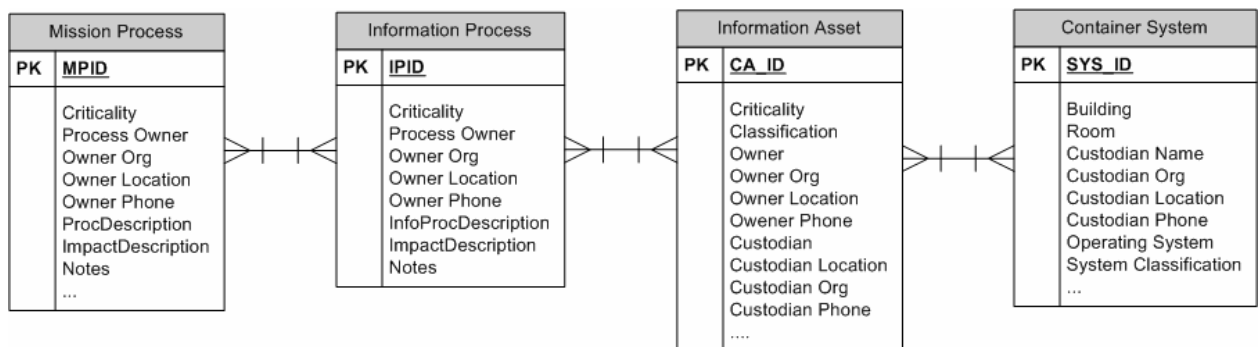 Mission Process
PK MPID
Criticality
Process Owner
Owner Org
Owner Location
Owner Phone
ProcDescription
ImpactDescription
Notes
...
Information Process
PK IPID
Criticality
Process Owner
Owner Org
Owner Location
Owner Phone
InfoProcDescription
ImpactDescription
Notes
...
Information Asset
PK CA_ID
Criticality
Classification
Owner
Owner Org
Owner Location
Owener Phone
Custodian
Custodian Location
Custodian Org
Custodian Phone
....
Container System
PK SYS_ID
Building
Room
Custodian Name
Custodian Org
Custodian Location
Custodian Phone
Operating System
System Classification
...